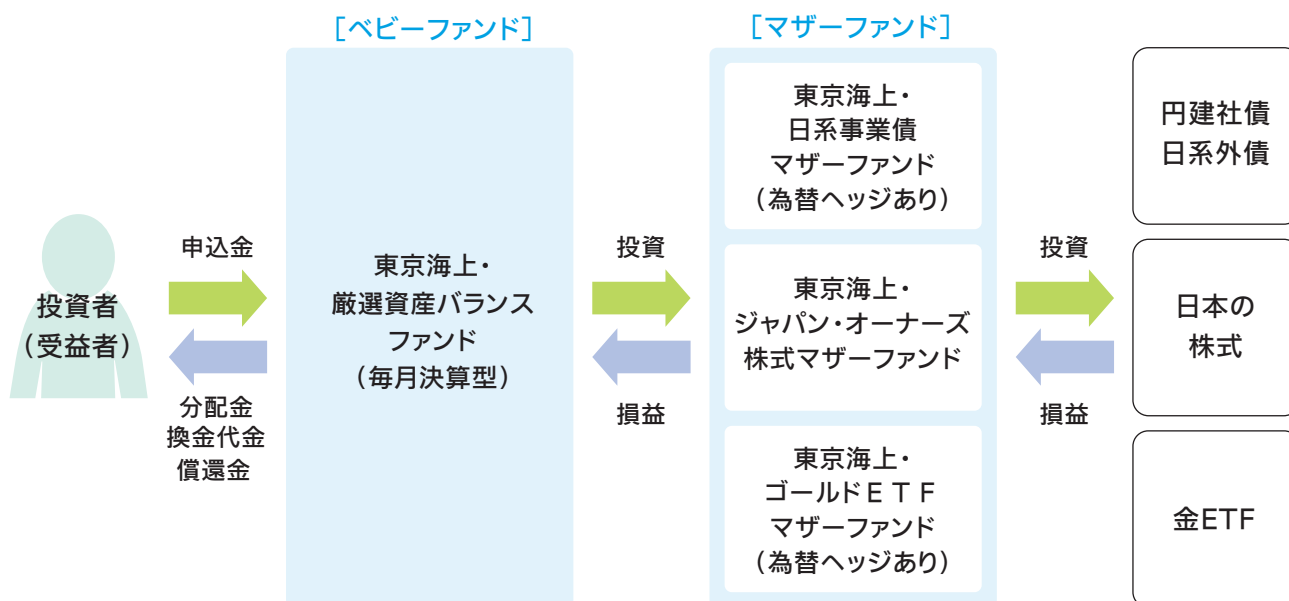 ［ベビーファンド］
［マザーファンド］
投資者
（受益者）
申込金
分配金
換金代金
償還金
東京海上・
厳選資産バランス
ファンド
（毎月決算型）
投資
損益
東京海上・
日系事業債
マザーファンド
（為替ヘッジあり）
東京海上・
ジャパン・オーナーズ
株式マザーファンド
東京海上・
ゴールドＥＴＦ
マザーファンド
（為替ヘッジあり）
投資
損益
円建社債
日系外債
日本の
株式
金ETF